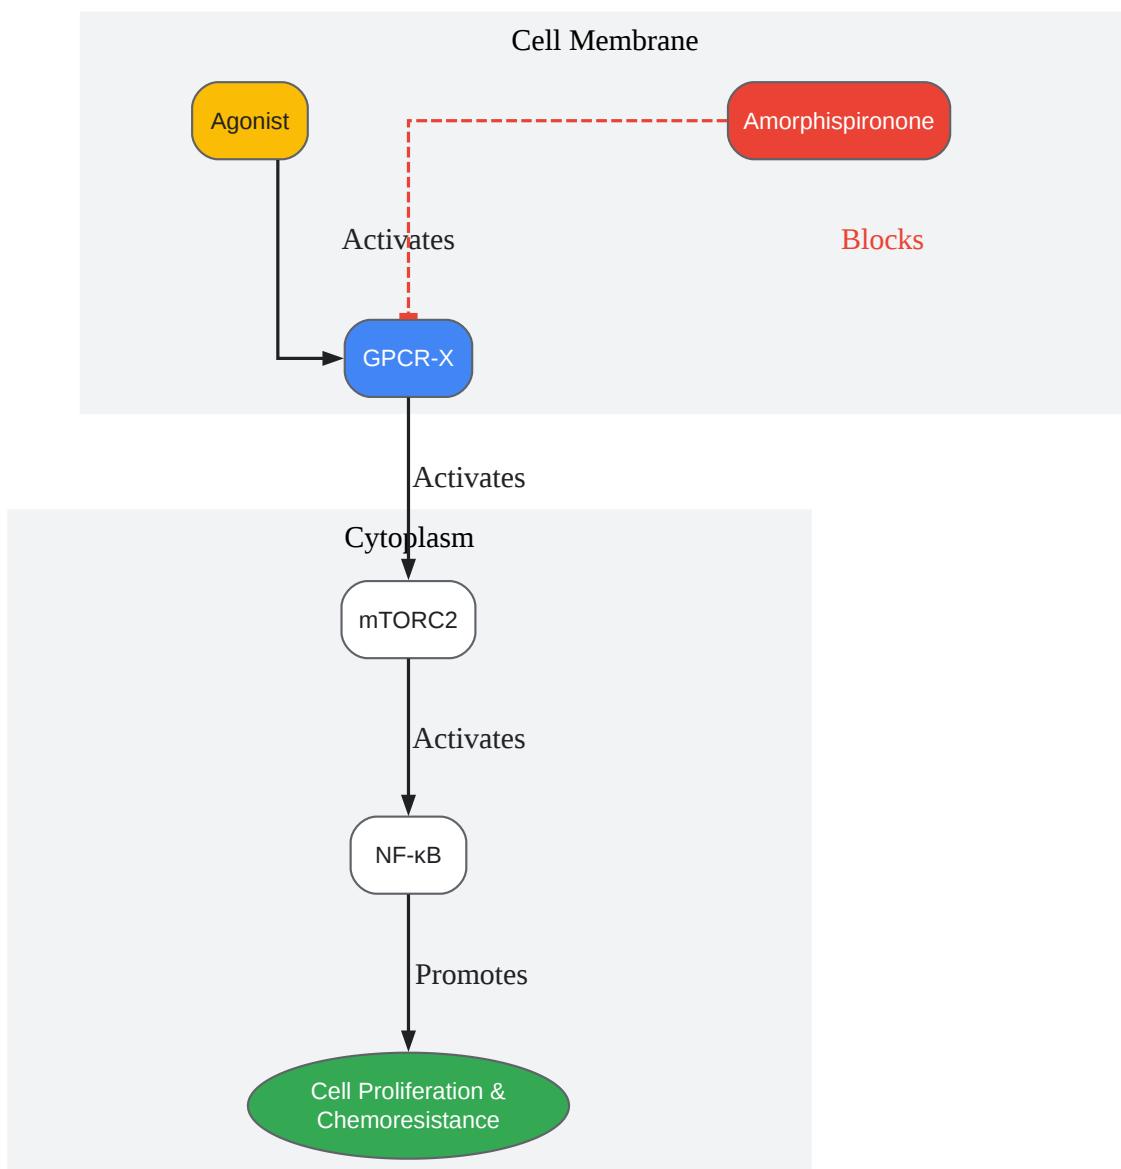 Cell Membrane
Agonist
Amorphispironone
Activates
Blocks
GPCR-X
Activates
Cytoplasm
mTORC2
Activates
NF-κB
Promotes
Cell Proliferation &
Chemoresistance